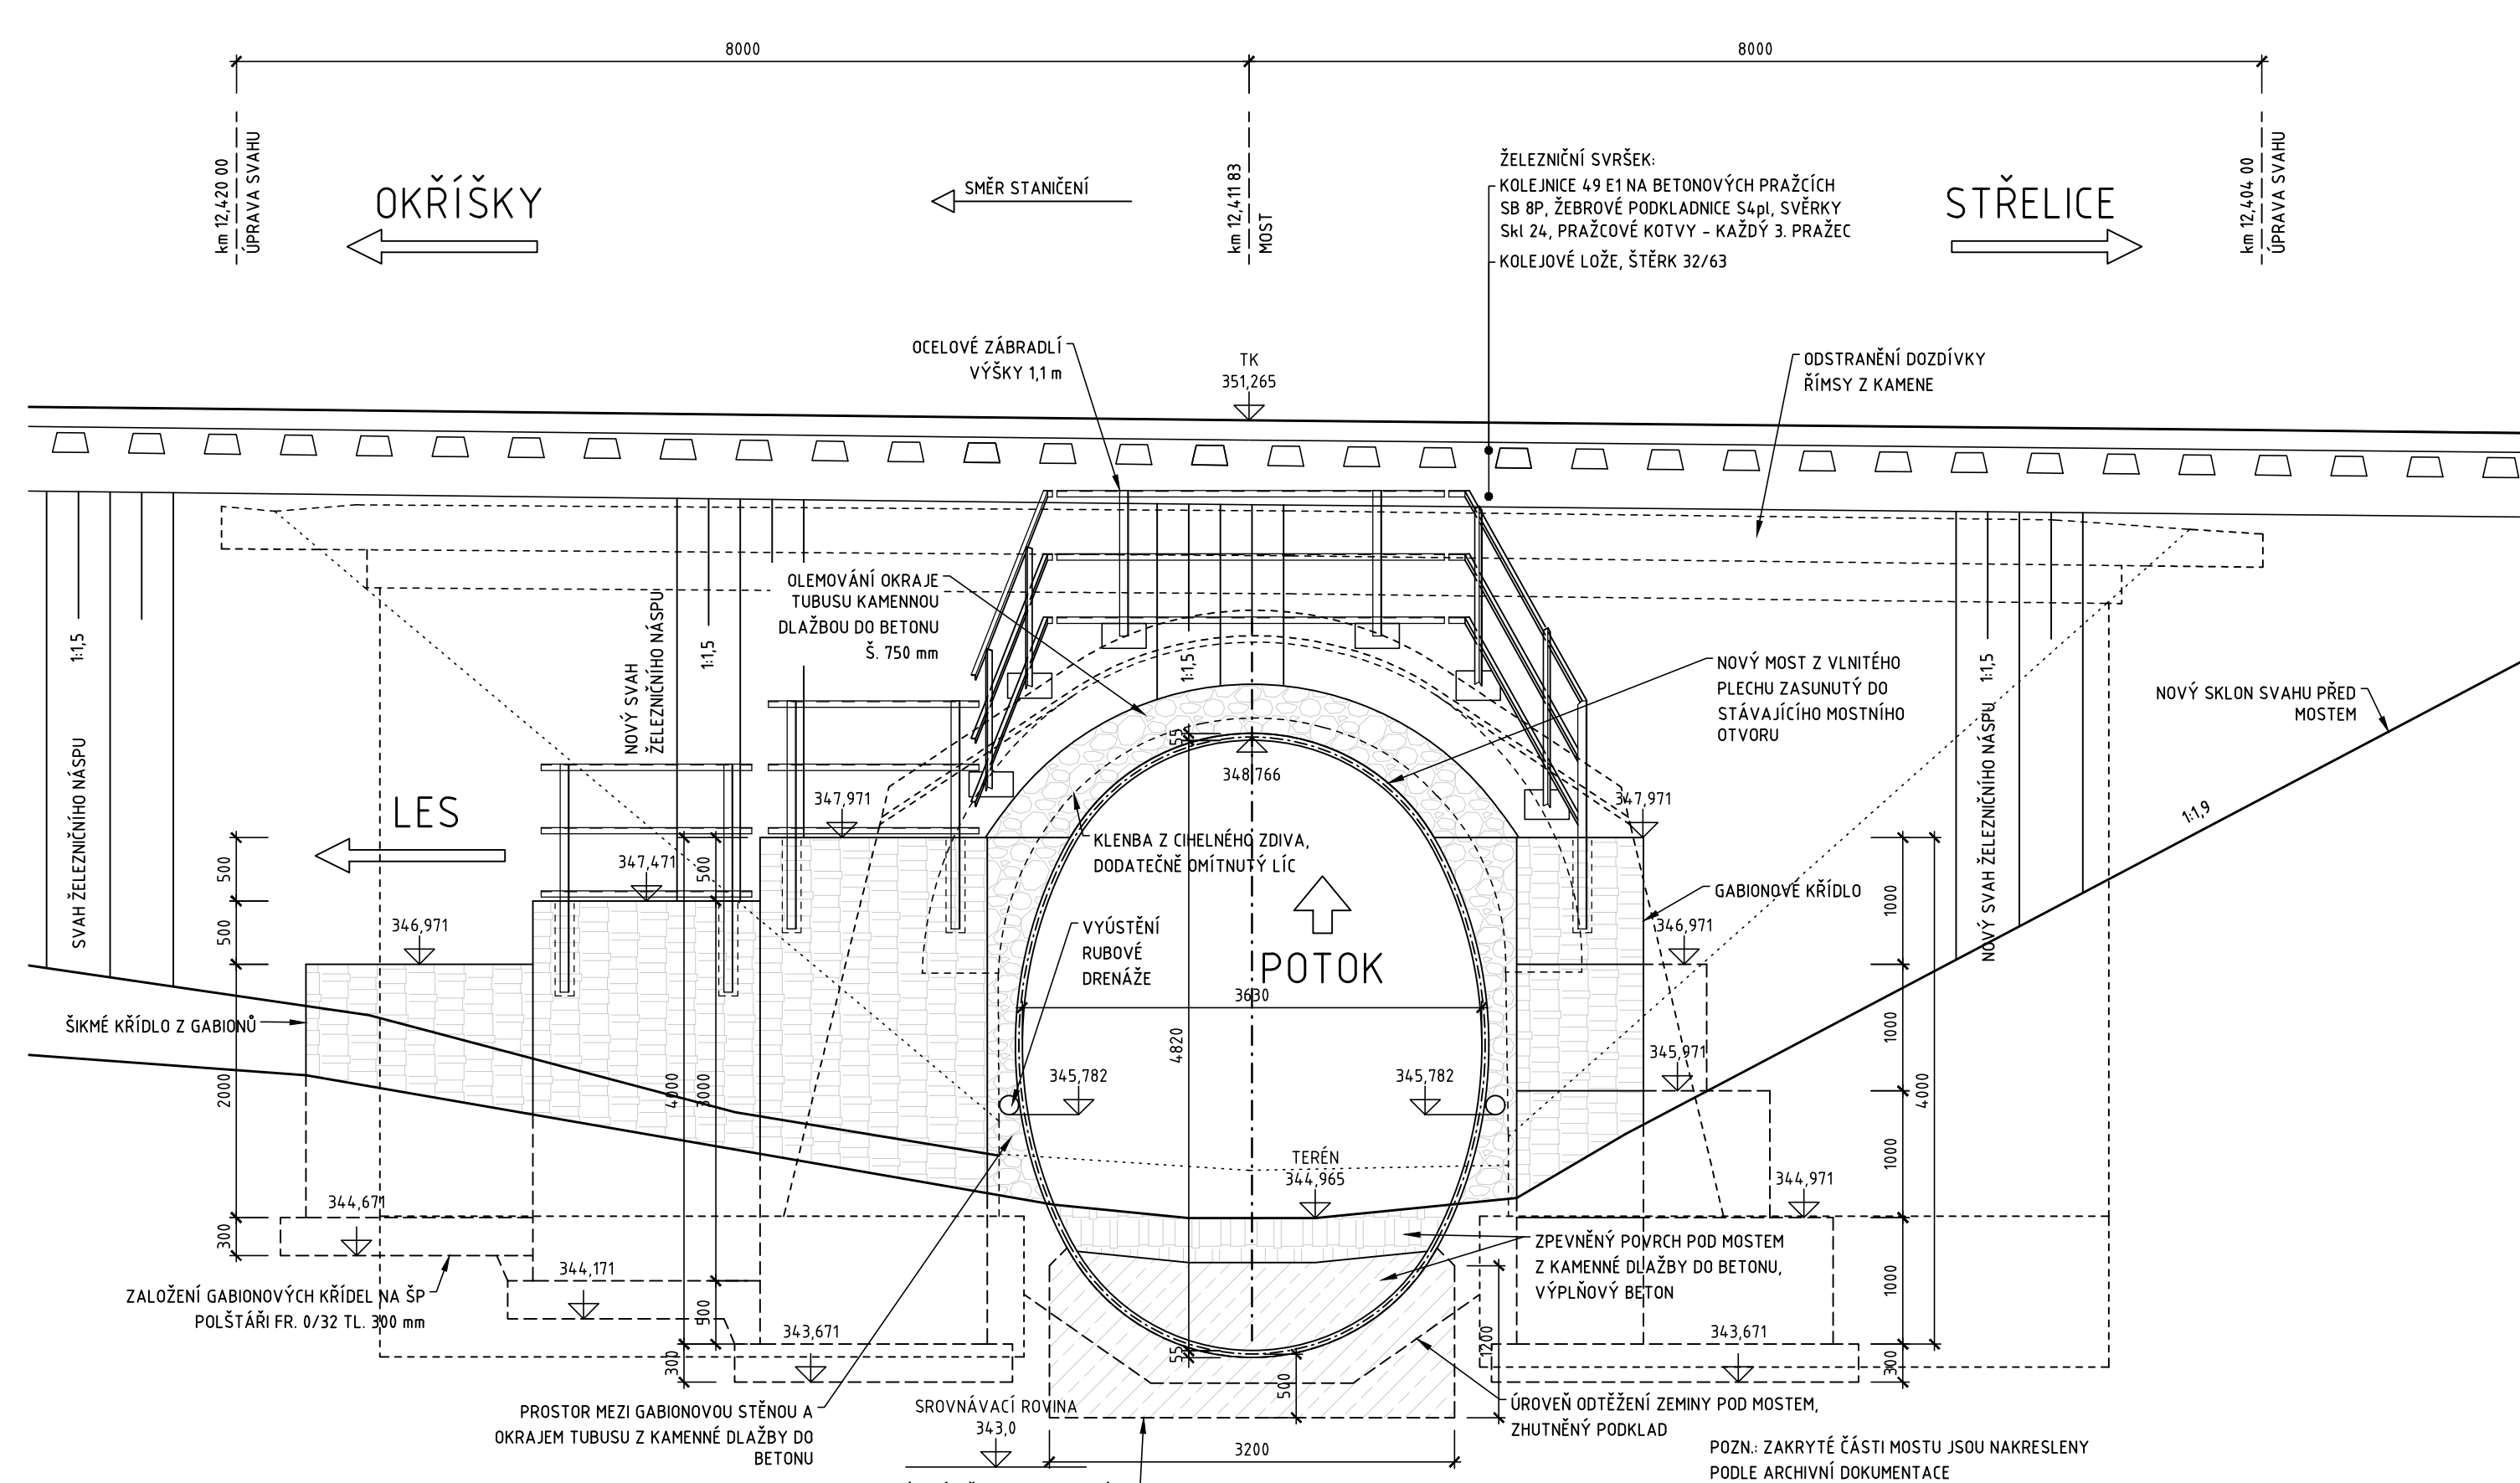 8000
8000
km 12,420 00
ÚPRAVA SVAHU
OKŘÍŠKY
SMĚR STANIČENÍ
km 12,411 83
MOST
ŽELEZNIČNÍ SVRŠEK:
KOLEJNICE 49 E1 NA BETONOVÝCH PRAŽCÍCH
SB 8P, ŽEBROVÉ PODKLADNICE S4pl, SVĚRKY
Skl 24, PRAŽCOVÉ KOTVY - KAŽDÝ 3. PRAŽEC
KOLEJOVÉ LOŽE, ŠTĚRK 32/63
STŘELICE
km 12,404 00
ÚPRAVA SVAHU
OCELOVÉ ZÁBRADLÍ
VÝŠKY 1,1 m
TK
351,265
ODSTRANĚNÍ DOZDÍVKY
ŘÍMSY Z KAMENE
OLEMOVÁNÍ OKRAJE
TUBUSU KAMENNOU
DLAŽBOU DO BETONU
Š. 750 mm
1:1,5
SVAH ŽELEZNIČNÍHO NÁSPU
NOVÝ SVAH
ŽELEZNIČNÍHO NÁSPU
1:1,5
1:1,5
NOVÝ MOST Z VLNITÉHO
PLECHU ZASUNUTÝ DO
STÁVAJÍCÍHO MOSTNÍHO
OTVORU
1:1,5
NOVÝ SVAH ŽELEZNIČNÍHO NÁSPU
NOVÝ SKLON SVAHU PŘED
MOSTEM
1:1,9
LES
55
348,766
347,971
347,971
347,471
346,971
KLENBA Z CIHELNÉHO ZDIVA,
DODATEČNĚ OMÍTNUTÝ LÍC
GABIONOVÉ KŘÍDLO
346,971
VYÚSTĚNÍ
RUBOVÉ
DRENÁŽE
POTOK
3630
4820
345,782
345,782
345,971
ŠIKMÉ KŘÍDLO Z GABIONŮ
500
500
2000
300
500
4000
3000
500
300
1000
1000
1000
1000
300
4000
TERÉN
344,965
344,971
344,671
344,171
343,671
343,671
ZALOŽENÍ GABIONOVÝCH KŘÍDEL NA ŠP
POLŠTÁŘI FR. 0/32 TL. 300 mm
ZPEVNĚNÝ POVRCH POD MOSTEM
Z KAMENNÉ DLAŽBY DO BETONU,
VÝPLŇOVÝ BETON
55
500
1200
PROSTOR MEZI GABIONOVOU STĚNOU A
OKRAJEM TUBUSU Z KAMENNÉ DLAŽBY DO
BETONU
SROVNÁVACÍ ROVINA
343,0
3200
ÚROVEŇ ODTĚŽENÍ ZEMINY POD MOSTEM,
ZHUTNĚNÝ PODKLAD
POZN.: ZAKRYTÉ ČÁSTI MOSTU JSOU NAKRESLENY
PODLE ARCHIVNÍ DOKUMENTACE